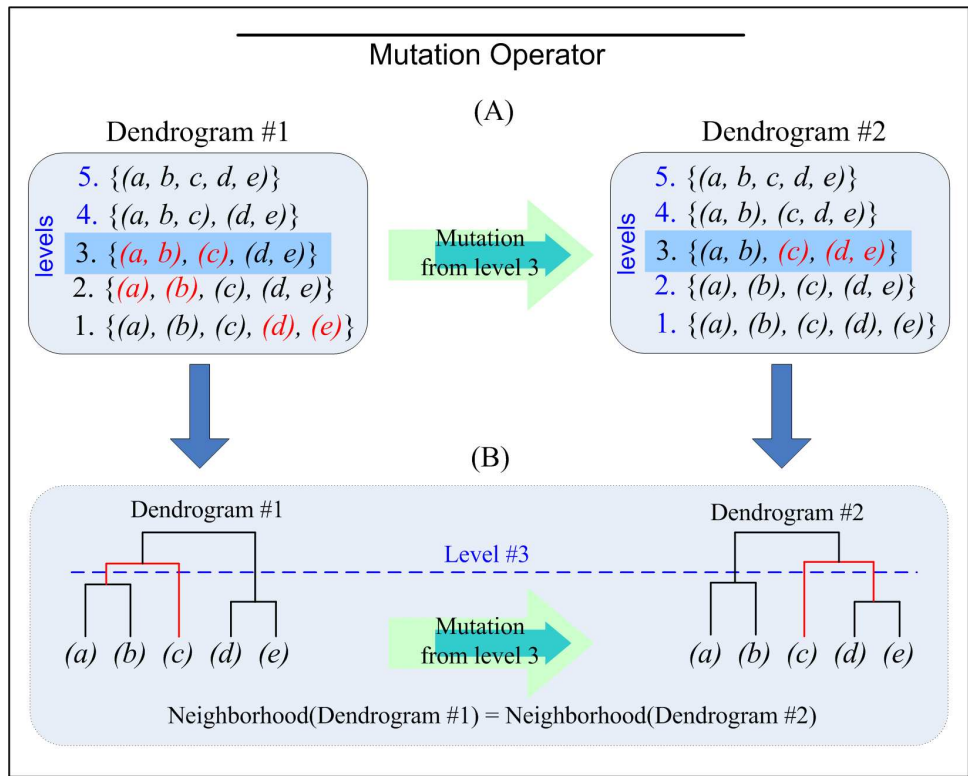 Mutation Operator
(A)
Dendrogram #1
levels
5. {(a, b, c, d, e)}
4. {(a, b, c), (d, e)}
3. {(a, b), (c), (d, e)}
2. {(a), (b), (c), (d, e)}
1. {(a), (b), (c), (d), (e)}
Mutation
from level 3
Dendrogram #2
levels
5. {(a, b, c, d, e)}
4. {(a, b), (c, d, e)}
3. {(a, b), (c), (d, e)}
2. {(a), (b), (c), (d, e)}
1. {(a), (b), (c), (d), (e)}
(B)
Dendrogram #1
Dendrogram #2
Level #3
(a) (b) (c) (d) (e)
Mutation
from level 3
(a) (b) (c) (d) (e)
Neighborhood(Dendrogram #1) = Neighborhood(Dendrogram #2)